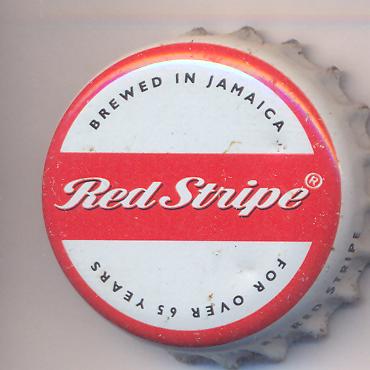 BREWED IN JAMAICA
Red Stripe®
FOR OVER 65 YEARS
RED STRIPE